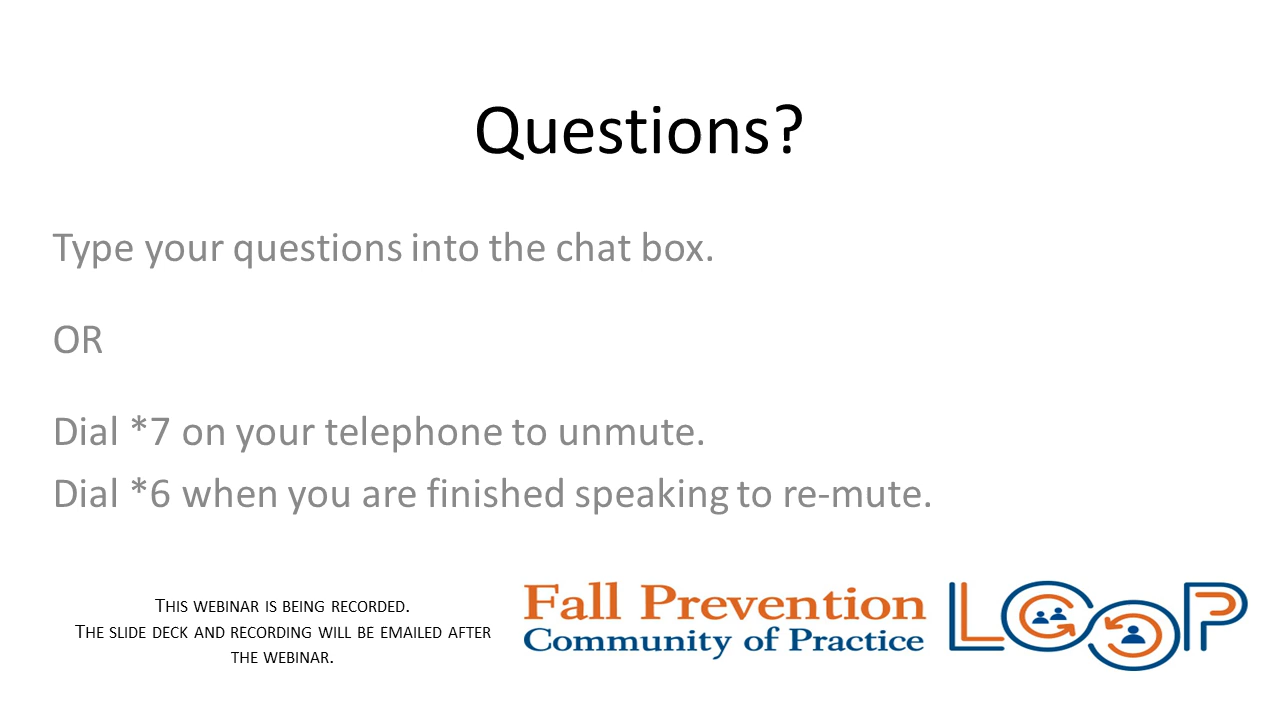 Questions?
Type your questions into the chat box.
OR
Dial *7 on your telephone to unmute.
Dial *6 when you are finished speaking to re-mute.
THIS WEBINAR IS BEING RECORDED.
THE SLIDE DECK AND RECORDING WILL BE EMAILED AFTER
THE WEBINAR.
Fall Prevention
Community of Practice
LOOP